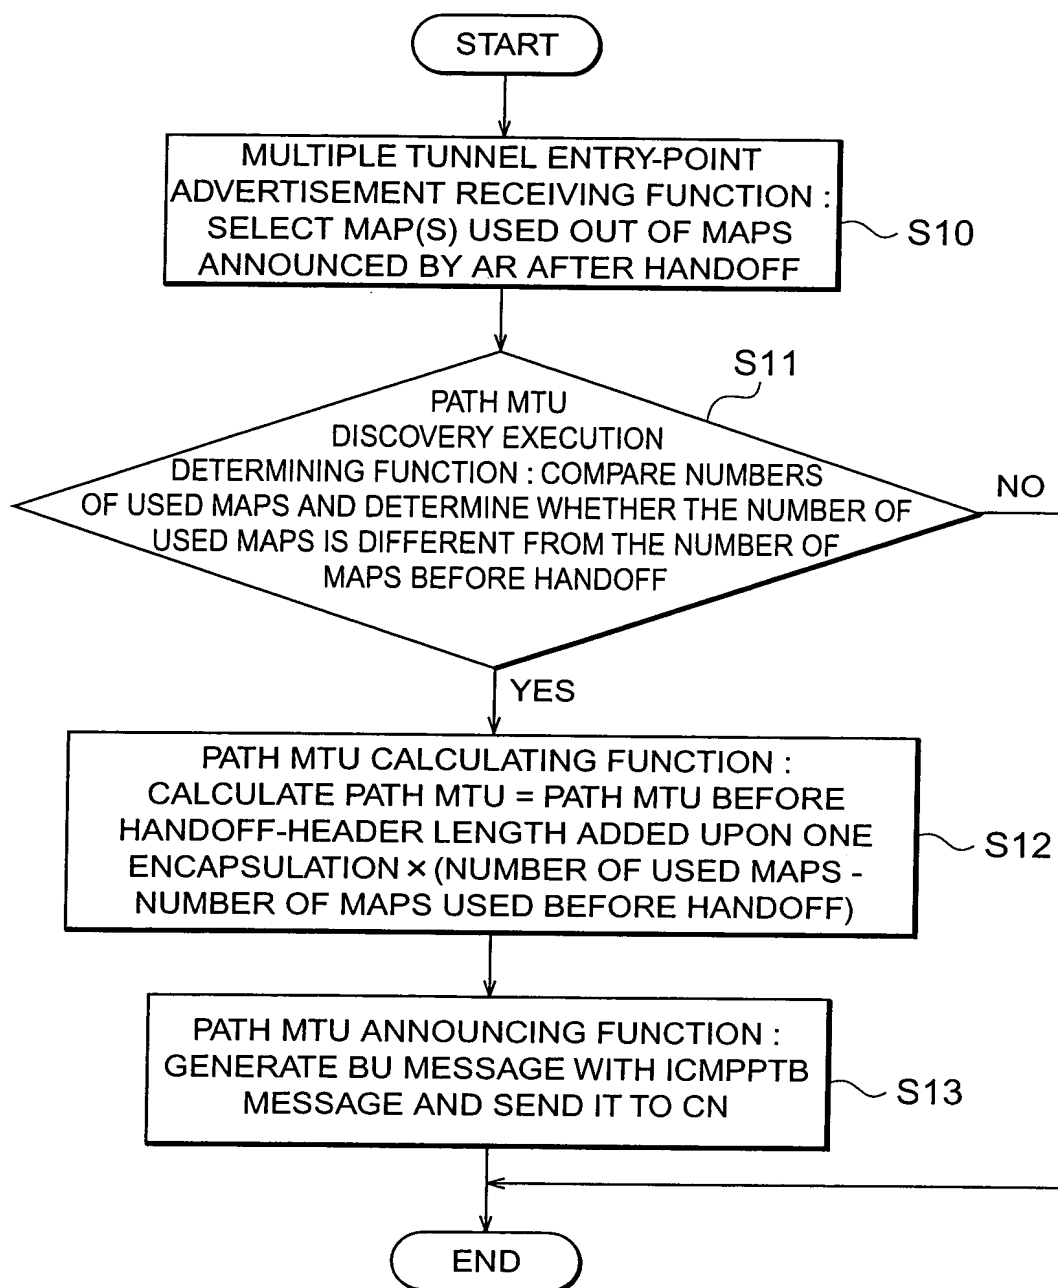 START
MULTIPLE TUNNEL ENTRY-POINT
ADVERTISEMENT RECEIVING FUNCTION :
SELECT MAP(S) USED OUT OF MAPS
ANNOUNCED BY AR AFTER HANDOFF
S10
S11
PATH MTU
DISCOVERY EXECUTION
DETERMINING FUNCTION : COMPARE NUMBERS
OF USED MAPS AND DETERMINE WHETHER THE NUMBER OF
USED MAPS IS DIFFERENT FROM THE NUMBER OF
MAPS BEFORE HANDOFF
NO
YES
PATH MTU CALCULATING FUNCTION :
CALCULATE PATH MTU = PATH MTU BEFORE
HANDOFF-HEADER LENGTH ADDED UPON ONE
ENCAPSULATION × (NUMBER OF USED MAPS -
NUMBER OF MAPS USED BEFORE HANDOFF)
S12
PATH MTU ANNOUNCING FUNCTION :
GENERATE BU MESSAGE WITH ICMPPTB
MESSAGE AND SEND IT TO CN
S13
END